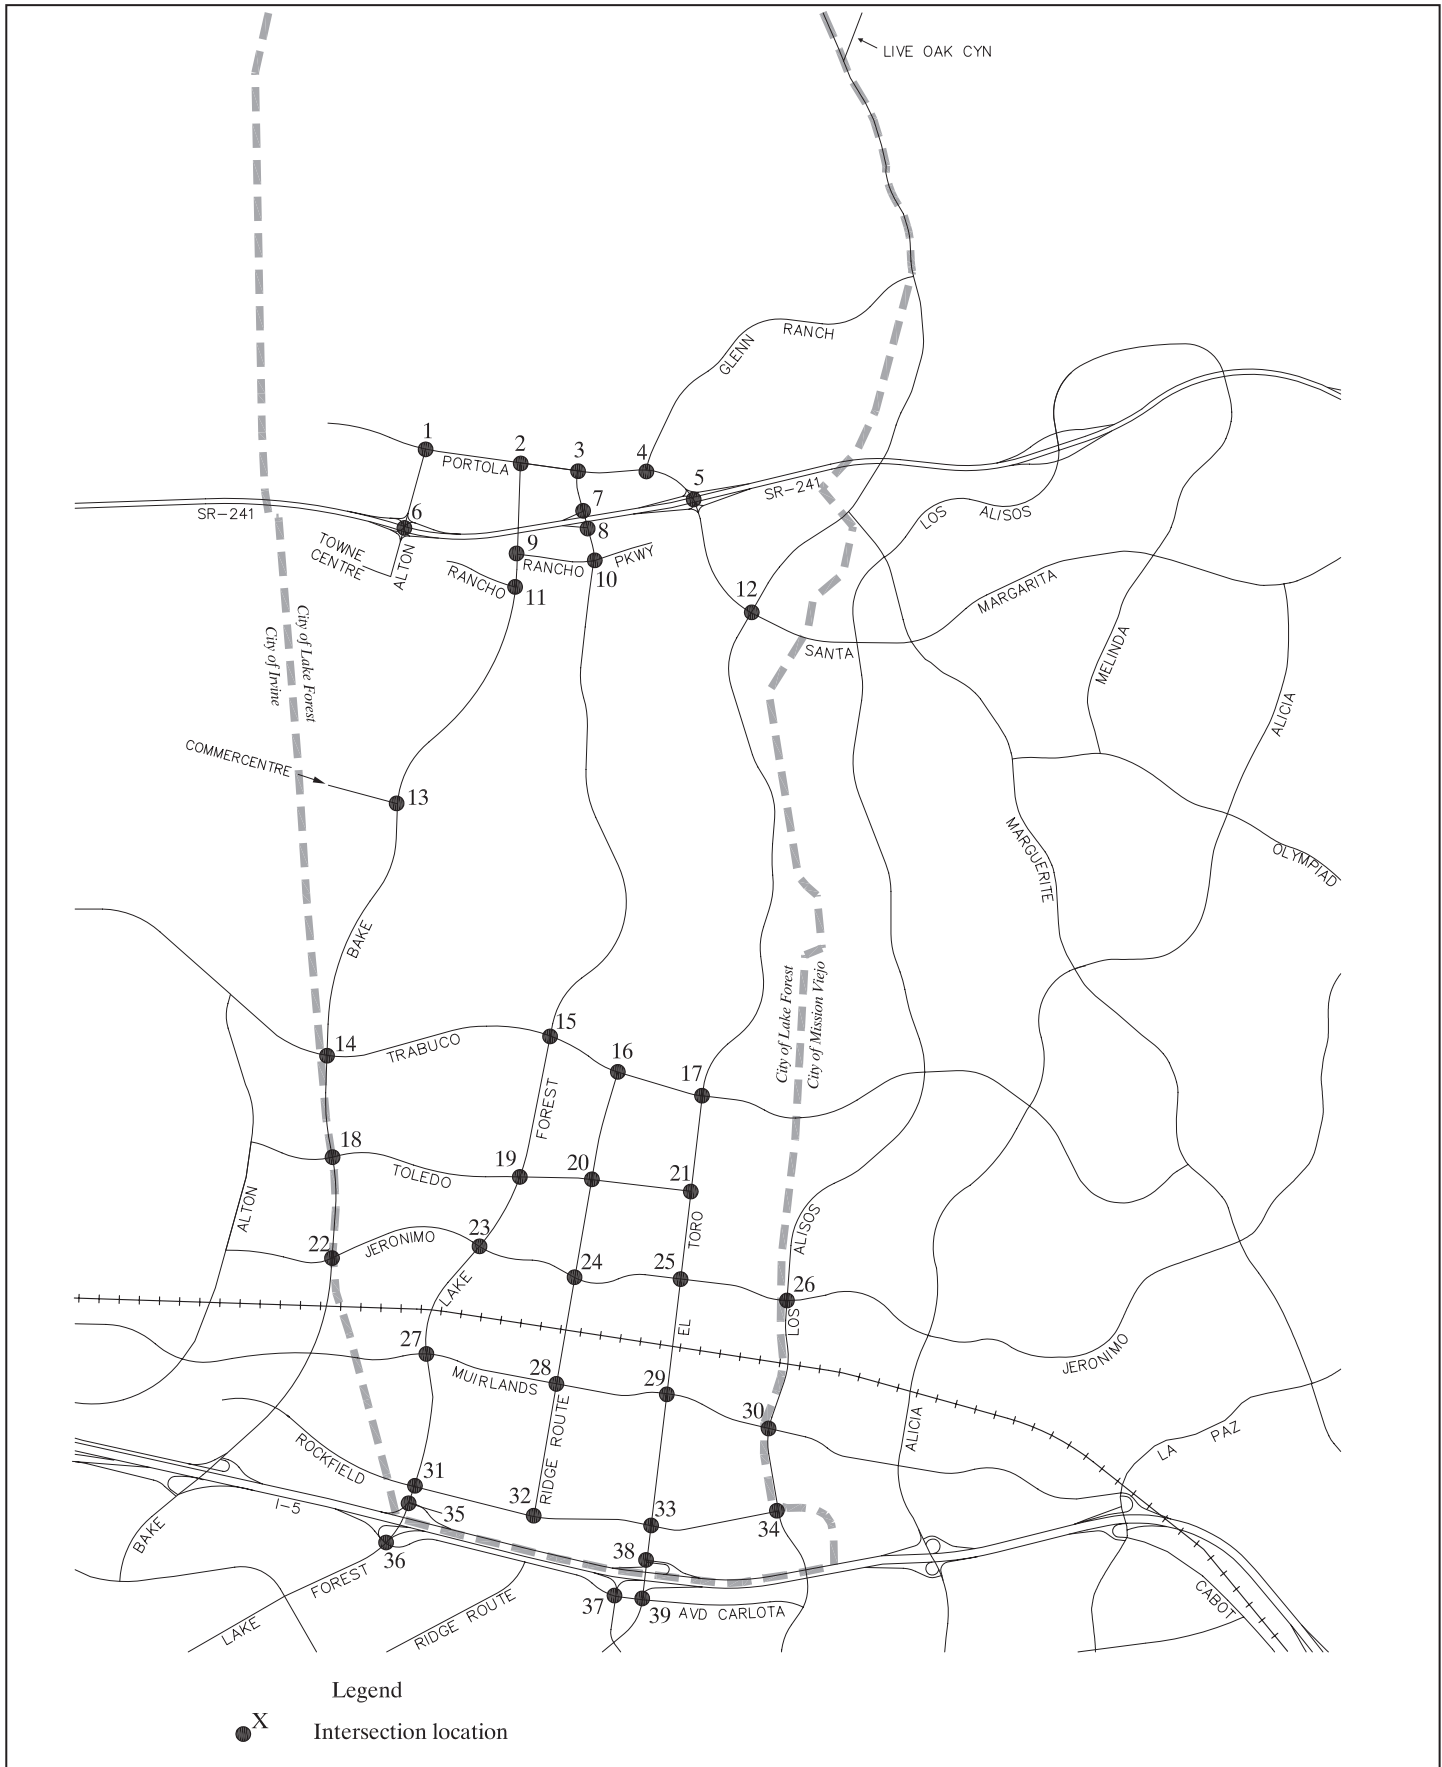 LIVE OAK CYN
GLENN
RANCH
1
2
3
4
5
PORTOLA
SR-241
SR-241
6
7
8
LOS
ALISOS
TOWNE
CENTRE
ALTON
9
RANCHO
PKWY
10
RANCHO
11
12
MARGARITA
SANTA
City of Lake Forest
City of Irvine
MELINDA
ALICIA
COMMERCENTRE
13
MARGUERITE
OLYMPIAD
BAKE
City of Lake Forest
City of Mission Viejo
14
TRABUCO
15
16
17
FOREST
18
TOLEDO
19
20
21
ALTON
22
JERONIMO
23
TORO
ALISOS
24
25
26
LAKE
EL
LOS
27
JERONIMO
MUIRLANDS
28
29
30
RIDGE ROUTE
ALICIA
LA
PAZ
ROCKFIELD
31
I-5
35
32
33
34
BAKE
36
38
FOREST
37
39
AVD CARLOTA
CABOT
LAKE
RIDGE ROUTE
Legend
X
Intersection location